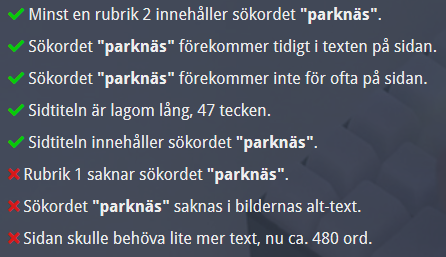 Minst en rubrik 2 innehåller sökordet "parknäs".
Sökordet "parknäs" förekommer tidigt i texten på sidan.
Sökordet "parknäs" förekommer inte för ofta på sidan.
Sidtiteln är lagom lång, 47 tecken.
Sidtiteln innehåller sökordet "parknäs".
Rubrik 1 saknar sökordet "parknäs".
Sökordet "parknäs" saknas i bildernas alt-text.
Sidan skulle behöva lite mer text, nu ca. 480 ord.